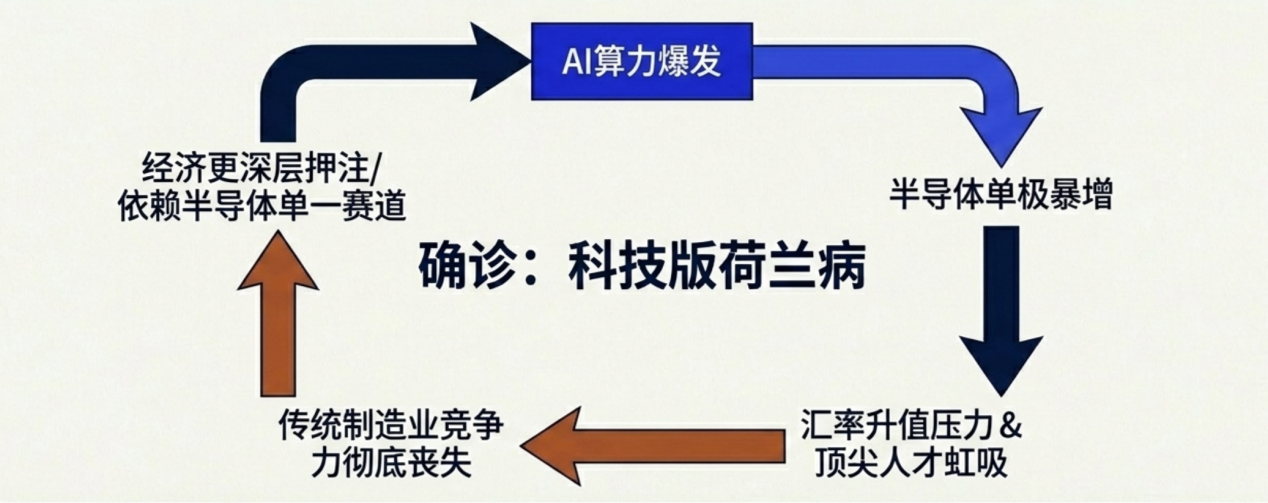 AI算力爆发
经济更深层押注/
依赖半导体单一赛道
半导体单极暴增
确诊：科技版荷兰病
传统制造业竞争
力彻底丧失
汇率升值压力&
顶尖人才虹吸